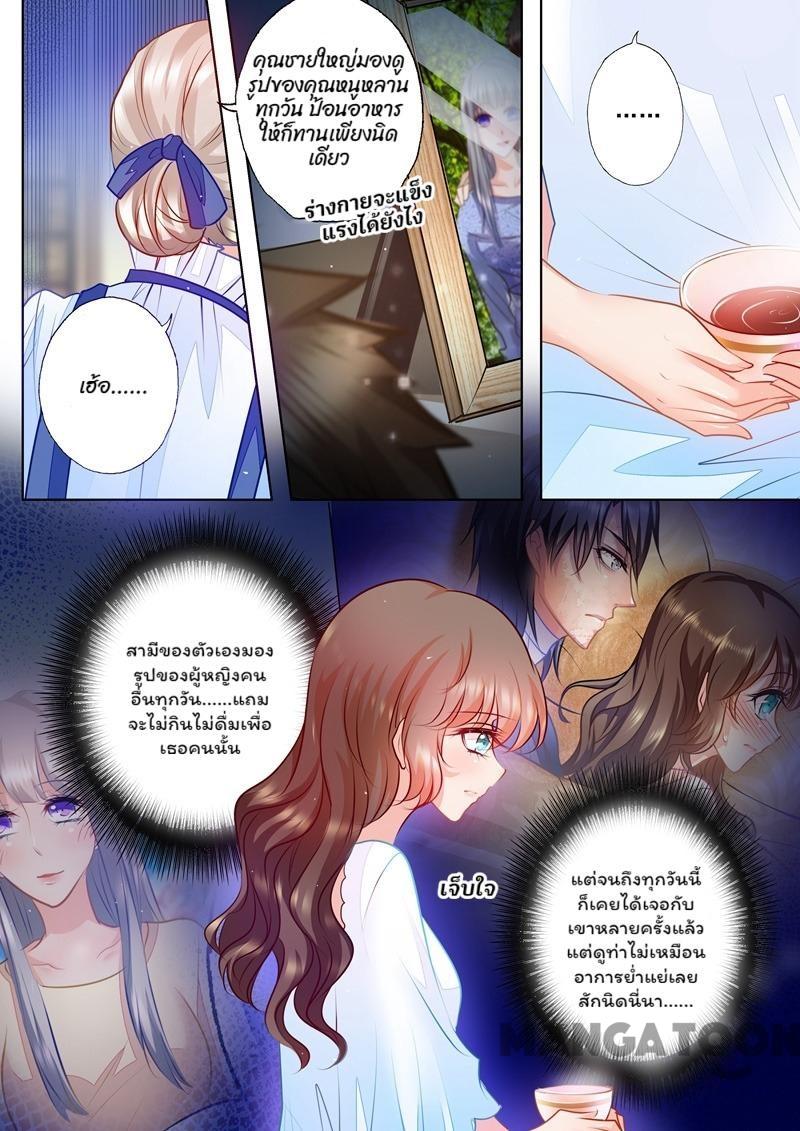 เฮ้อ......
คุณชายใหญ่มองดู
รูปของคุณหนูหลาน
ทุกวัน ป้อนอาหาร
ให้ก็ทานเพียงนิด
เดียว
ร่างกายจะแข็ง
แรงได้ยังไง
......
สามีของตัวเองมอง
รูปของผู้หญิงคน
อื่นทุกวัน......แถม
จะไม่กินไม่ดื่มเพื่อ
เธอคนนั้น
เจ็บใจ
แต่จนถึงทุกวันนี้
ก็เคยได้เจอกับ
เขาหลายครั้งแล้ว
แต่ดูท่าไม่เหมือน
อาการย่ำแย่เลย
สักนิดนี่นา......
MANGATOON